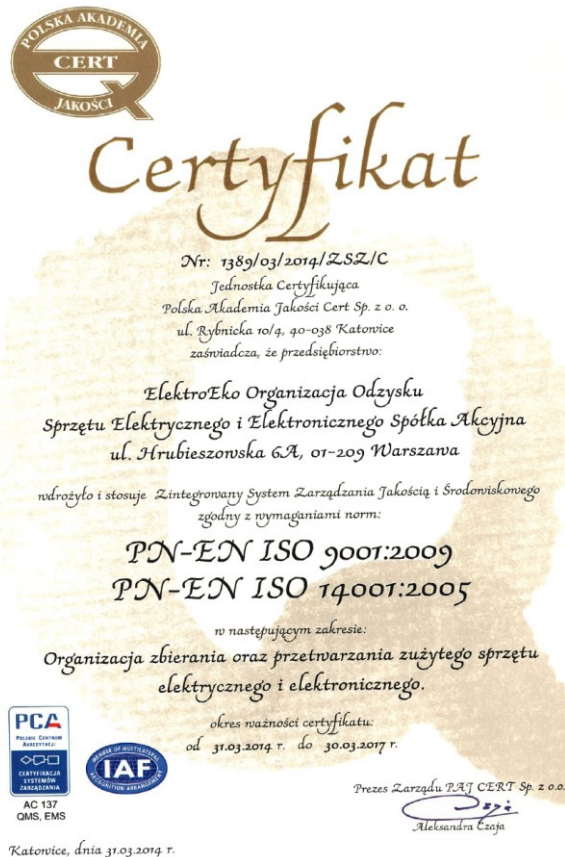 POLSKA AKADEMIA
CERT
JAKOŚCI
Certyfikat
Nr: 1389/03/2014/ZSZ/C
Jednostka Certyfikująca
Polska Akademia Jakości Cert Sp. z o. o.
ul. Rybnicka 10/4, 40-038 Katowice
zaświadcza, że przedsiębiorstwo:
ElektroEko Organizacja Odzysku
Sprzętu Elektrycznego i Elektronicznego Spółka Akcyjna
ul. Hrubieszowska 6A, 01-209 Warszawa
wdrożyło i stosuje Zintegrowany System Zarządzania Jakością i Środowiskowego
zgodny z wymaganiami norm:
PN-EN ISO 9001:2009
PN-EN ISO 14001:2005
w następującym zakresie:
Organizacja zbierania oraz przetwarzania zużytego sprzętu
elektrycznego i elektronicznego.
okres ważności certyfikatu:
od 31.03.2014 r. do 30.03.2017 r.
PCA
POLSKIE CENTRUM
AKREDYTACJI
CERTYFIKACJA
SYSTEMÓW
ZARZĄDZANIA
AC 137
QMS, EMS
MEMBER OF MULTILATERAL
IAF
RECOGNITION ARRANGEMENT
Prezes Zarządu PAJ CERT Sp. z o.o.
Aleksandra Czaja
Katowice, dnia 31.03.2014 r.